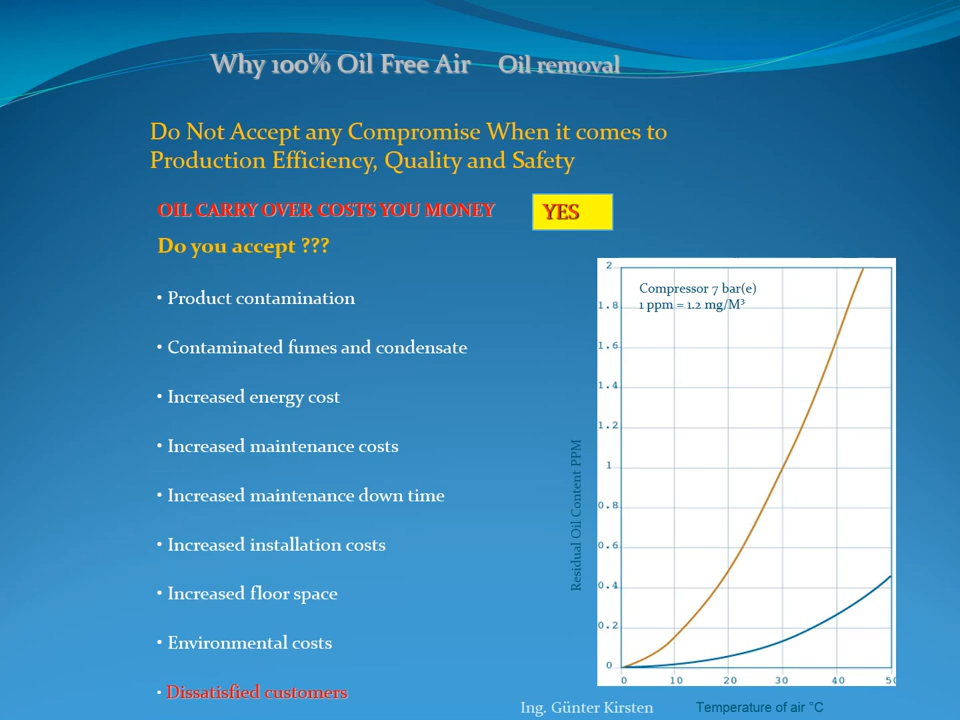 Why 100% Oil Free Air Oil removal
Do Not Accept any Compromise When it comes to
Production Efficiency, Quality and Safety
OIL CARRY OVER COSTS YOU MONEY
YES
Do you accept ???
• Product contamination
• Contaminated fumes and condensate
• Increased energy cost
• Increased maintenance costs
• Increased maintenance down time
• Increased installation costs
• Increased floor space
• Environmental costs
• Dissatisfied customers
Compressor 7 bar(e)
1 ppm = 1.2 mg/M³
Residual Oil Content PPM
2
1.8
1.6
1.4
1.2
1
0.8
0.6
0.4
0.2
0
0 10 20 30 40 50
Temperature of air °C
Ing. Günter Kirsten